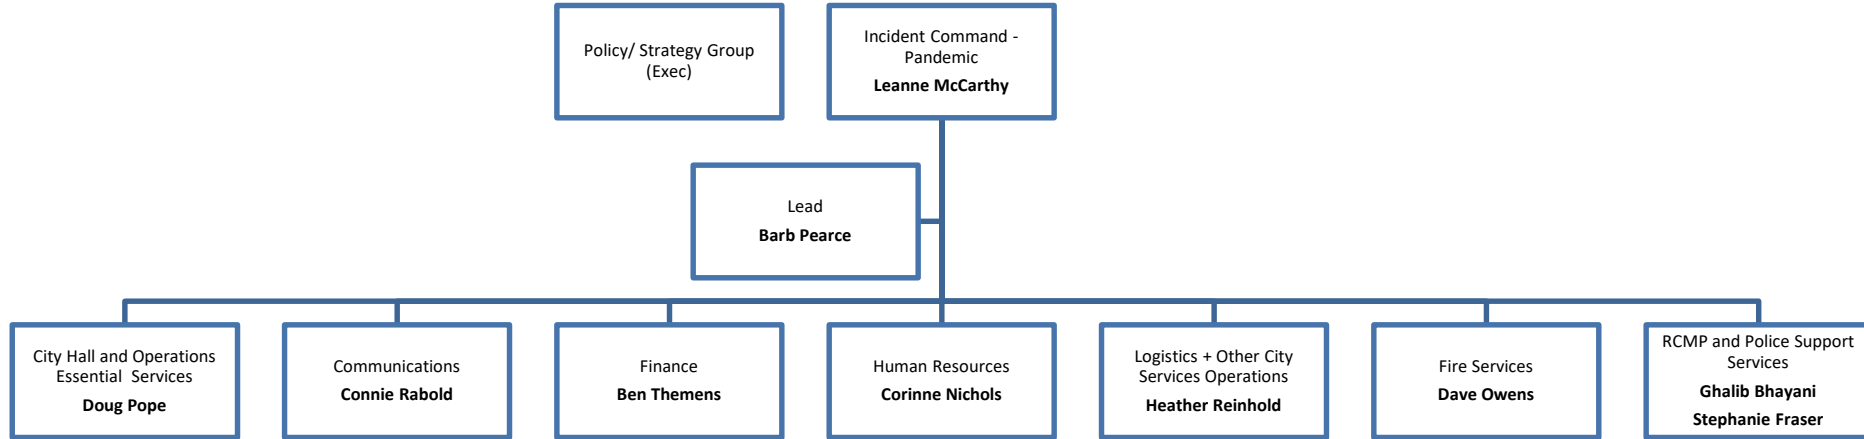 Policy/ Strategy Group
(Exec)
Incident Command -
Pandemic
Leanne McCarthy
Lead
Barb Pearce
City Hall and Operations
Essential Services
Doug Pope
Communications
Connie Rabold
Finance
Ben Themens
Human Resources
Corinne Nichols
Logistics + Other City
Services Operations
Heather Reinhold
Fire Services
Dave Owens
RCMP and Police Support
Services
Ghalib Bhayani
Stephanie Fraser